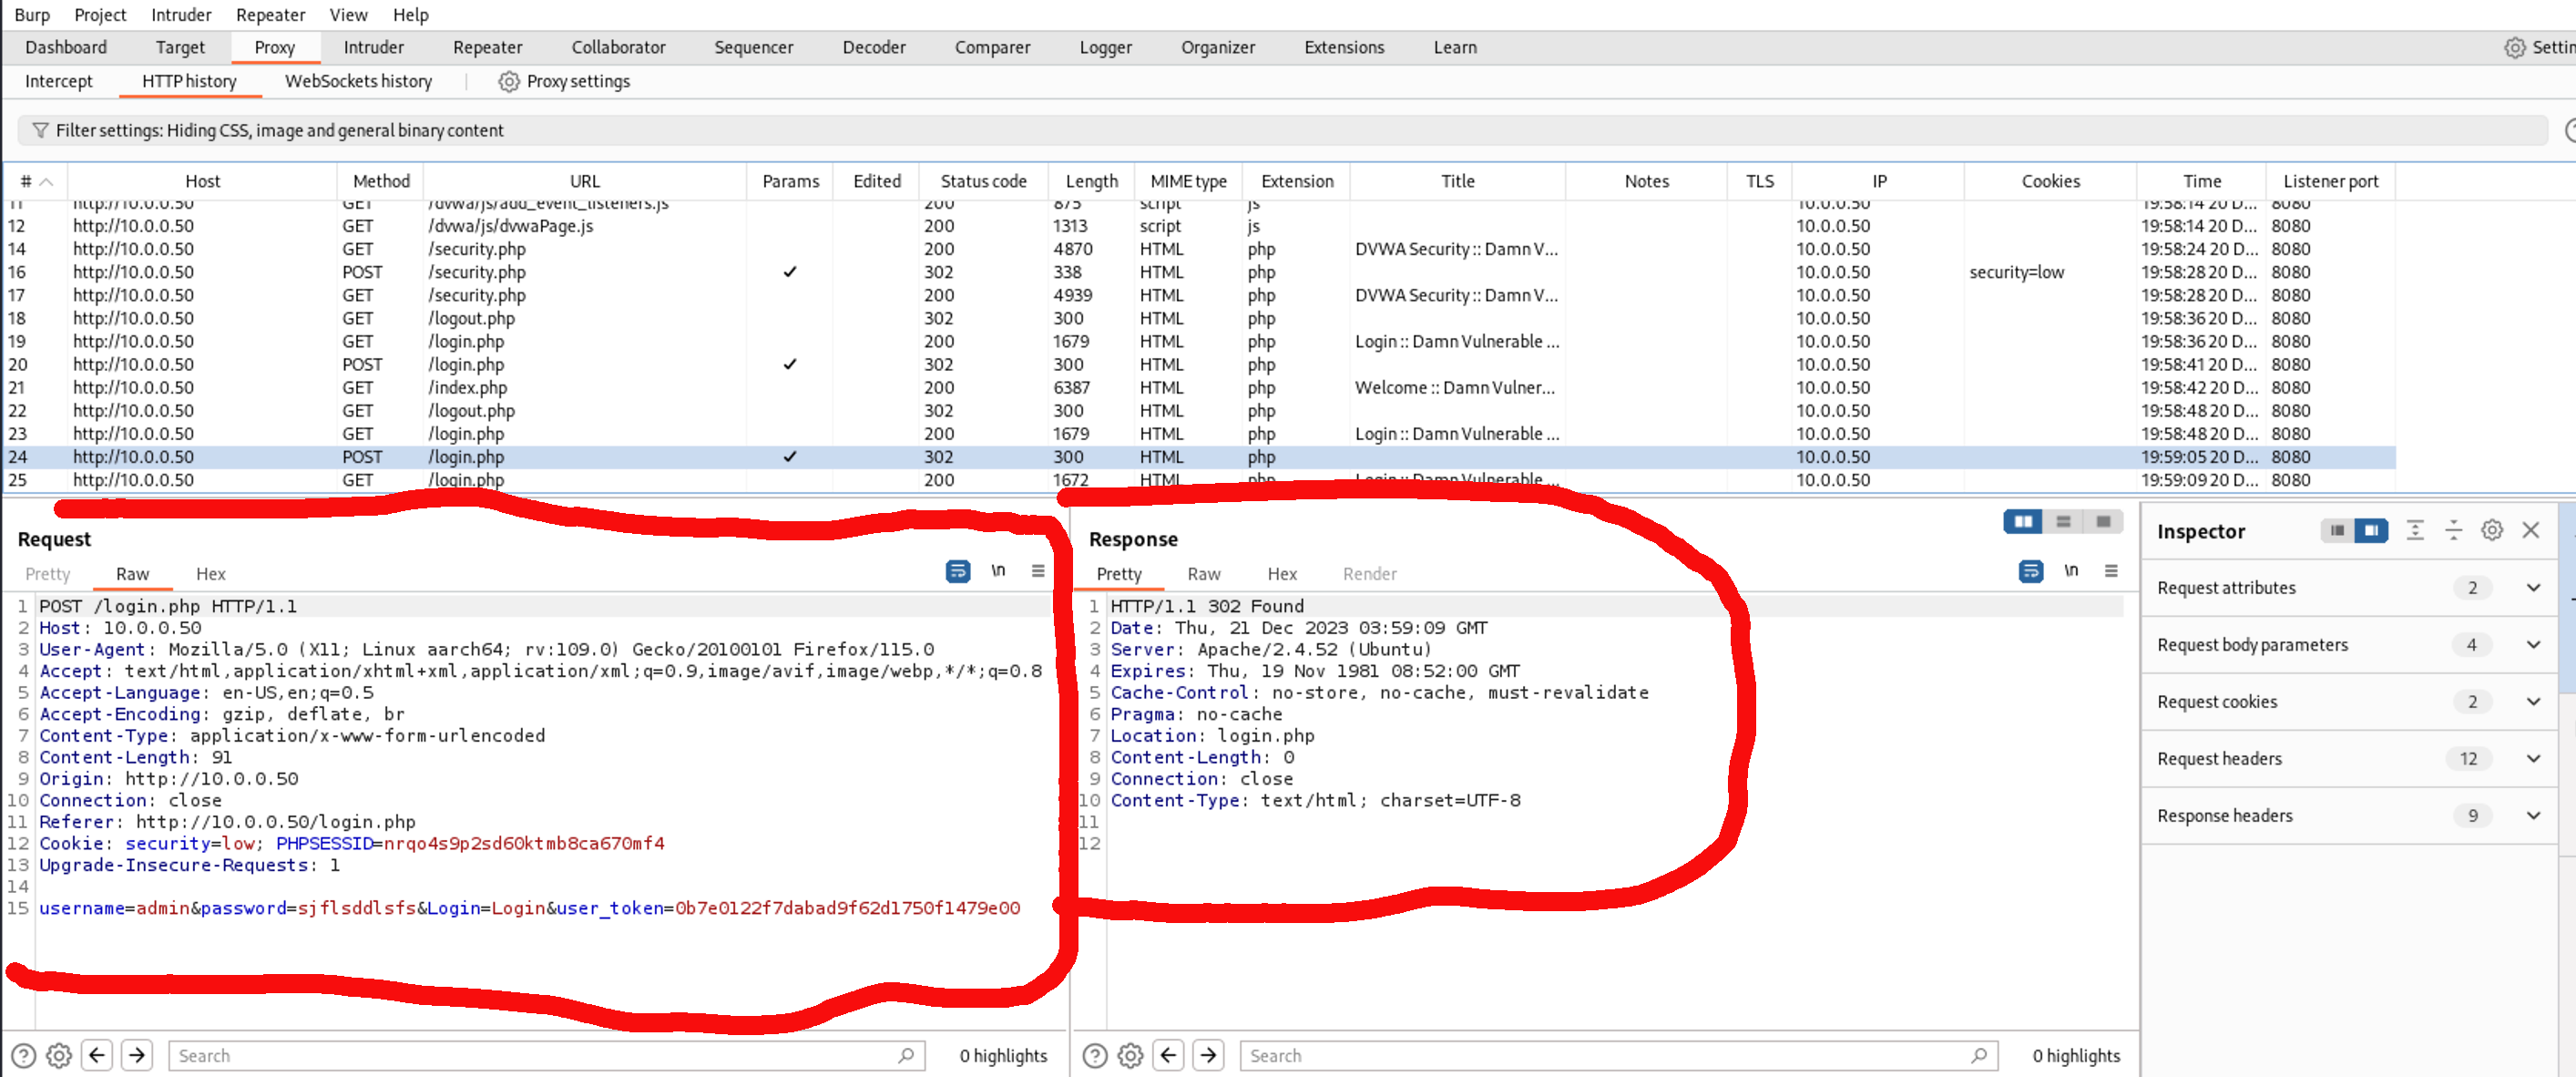 Burp Project Intruder Repeater View Help
Dashboard Target Proxy Intruder Repeater Collaborator Sequencer Decoder Comparer Logger Organizer Extensions Learn Settin
Intercept HTTP history WebSockets history Proxy settings
Filter settings: Hiding CSS, image and general binary content
# Host Method URL Params Edited Status code Length MIME type Extension Title Notes TLS IP Cookies Time Listener port
11 http://10.0.0.50 GET /dvwa/js/add_event_listeners.js 200 875 script js 10.0.0.50 19:58:14 20 D... 8080
12 http://10.0.0.50 GET /dvwa/js/dvwaPage.js 200 1313 script js 10.0.0.50 19:58:14 20 D... 8080
14 http://10.0.0.50 GET /security.php 200 4870 HTML php DVWA Security :: Damn V... 10.0.0.50 19:58:24 20 D... 8080
16 http://10.0.0.50 POST /security.php ✓ 302 338 HTML php 10.0.0.50 security=low 19:58:28 20 D... 8080
17 http://10.0.0.50 GET /security.php 200 4939 HTML php DVWA Security :: Damn V... 10.0.0.50 19:58:28 20 D... 8080
18 http://10.0.0.50 GET /logout.php 302 300 HTML php 10.0.0.50 19:58:36 20 D... 8080
19 http://10.0.0.50 GET /login.php 200 1679 HTML php Login :: Damn Vulnerable ... 10.0.0.50 19:58:36 20 D... 8080
20 http://10.0.0.50 POST /login.php ✓ 302 300 HTML php 10.0.0.50 19:58:41 20 D... 8080
21 http://10.0.0.50 GET /index.php 200 6387 HTML php Welcome :: Damn Vulner... 10.0.0.50 19:58:42 20 D... 8080
22 http://10.0.0.50 GET /logout.php 302 300 HTML php 10.0.0.50 19:58:48 20 D... 8080
23 http://10.0.0.50 GET /login.php 200 1679 HTML php Login :: Damn Vulnerable ... 10.0.0.50 19:58:48 20 D... 8080
24 http://10.0.0.50 POST /login.php ✓ 302 300 HTML php 10.0.0.50 19:59:05 20 D... 8080
25 http://10.0.0.50 GET /login.php 200 1672 HTML php Login :: Damn Vulnerable ... 10.0.0.50 19:59:09 20 D... 8080
Request
Pretty Raw Hex \n
1 POST /login.php HTTP/1.1
2 Host: 10.0.0.50
3 User-Agent: Mozilla/5.0 (X11; Linux aarch64; rv:109.0) Gecko/20100101 Firefox/115.0
4 Accept: text/html,application/xhtml+xml,application/xml;q=0.9,image/avif,image/webp,*/*;q=0.8
5 Accept-Language: en-US,en;q=0.5
6 Accept-Encoding: gzip, deflate, br
7 Content-Type: application/x-www-form-urlencoded
8 Content-Length: 91
9 Origin: http://10.0.0.50
10 Connection: close
11 Referer: http://10.0.0.50/login.php
12 Cookie: security=low; PHPSESSID=nrqo4s9p2sd60ktmb8ca670mf4
13 Upgrade-Insecure-Requests: 1
14
15 username=admin&password=sjflsddlsfs&Login=Login&user_token=0b7e0122f7dabad9f62d1750f1479e00
Search 0 highlights
Response
Pretty Raw Hex Render \n
1 HTTP/1.1 302 Found
2 Date: Thu, 21 Dec 2023 03:59:09 GMT
3 Server: Apache/2.4.52 (Ubuntu)
4 Expires: Thu, 19 Nov 1981 08:52:00 GMT
5 Cache-Control: no-store, no-cache, must-revalidate
6 Pragma: no-cache
7 Location: login.php
8 Content-Length: 0
9 Connection: close
10 Content-Type: text/html; charset=UTF-8
11
12
Search 0 highlights
Inspector
Request attributes 2
Request body parameters 4
Request cookies 2
Request headers 12
Response headers 9